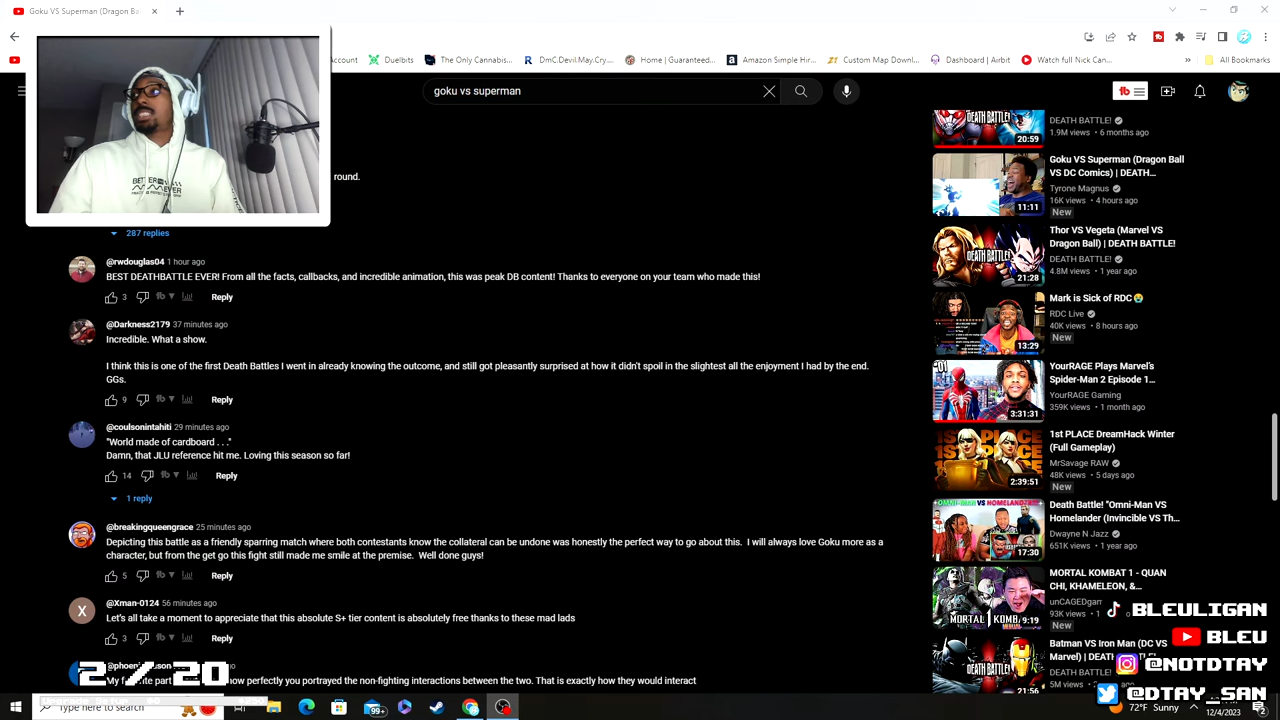 Goku VS Superman (Dragon Ba
Account
Duelbits
The Only Cannabis...
DmC.Devil.May.Cry...
Home | Guaranteed...
Amazon Simple Hir...
Custom Map Downl...
Dashboard | Airbit
Watch full Nick Can...
»
All Bookmarks
goku vs superman
round.
287 replies
@rwdouglas04 1 hour ago
BEST DEATHBATTLE EVER! From all the facts, callbacks, and incredible animation, this was peak DB content! Thanks to everyone on your team who made this!
3 Reply
@Darkness2179 37 minutes ago
Incredible. What a show.
I think this is one of the first Death Battles I went in already knowing the outcome, and still got pleasantly surprised at how it didn't spoil in the slightest all the enjoyment I had by the end.
GGs.
9 Reply
@coulsonintahiti 29 minutes ago
"World made of cardboard . . ."
Damn, that JLU reference hit me. Loving this season so far!
14 Reply
1 reply
@breakingqueengrace 25 minutes ago
Depicting this battle as a friendly sparring match where both contestants know the collateral can be undone was honestly the perfect way to go about this. I will always love Goku more as a
character, but from the get go this fight still made me smile at the premise. Well done guys!
5 Reply
X
@Xman-0124 56 minutes ago
Let's all take a moment to appreciate that this absolute S+ tier content is absolutely free thanks to these mad lads
3 Reply
2 / 20
how perfectly you portrayed the non-fighting interactions between the two. That is exactly how they would interact
DEATH BATTLE!
20:59
DEATH BATTLE!
1.9M views • 6 months ago
11:11
Goku VS Superman (Dragon Ball
VS DC Comics) | DEATH...
Tyrone Magnus
16K views • 4 hours ago
New
DEATH BATTLE!
21:28
Thor VS Vegeta (Marvel VS
Dragon Ball) | DEATH BATTLE!
DEATH BATTLE!
4.8M views • 1 year ago
13:29
Mark is Sick of RDC
RDC Live
40K views • 8 hours ago
New
3:31:31
YourRAGE Plays Marvel's
Spider-Man 2 Episode 1...
YourRAGE Gaming
359K views • 1 month ago
1ST PLACE
2:39:51
1st PLACE DreamHack Winter
(Full Gameplay)
MrSavage RAW
48K views • 5 days ago
New
17:30
Death Battle! "Omni-Man VS
Homelander (Invincible VS Th...
Dwayne N Jazz
651K views • 1 year ago
9:19
MORTAL KOMBAT 1 - QUAN
CHI, KHAMELEON, &...
unCAGEDgam
93K views • 1
New
DEATH BATTLE!
21:56
Batman VS Iron Man (DC VS
Marvel) | DEAT
DEATH BATTLE!
5M views •
BLEULIGAN
BLEU
@NOTDTAY
@DTAY_SAN
Type here to search
99+
72°F Sunny
12/4/2023
2